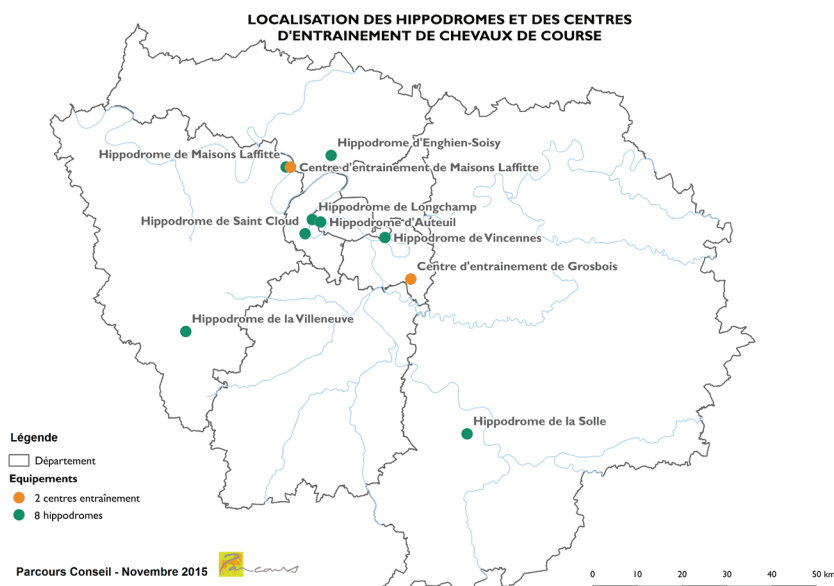 LOCALISATION DES HIPPODROMES ET DES CENTRES
D'ENTRAINEMENT DE CHEVAUX DE COURSE
Hippodrome d'Enghien-Soisy
Hippodrome de Maisons Laffitte
Centre d'entrainement de Maisons Laffitte
Hippodrome de Longchamp
Hippodrome de Saint Cloud
Hippodrome d'Auteuil
Hippodrome de Vincennes
Centre d'entrainement de Grosbois
Hippodrome de la Villeneuve
Hippodrome de la Solle
Légende
Département
Equipements
2 centres entraînement
8 hippodromes
Parcours Conseil - Novembre 2015
Parcours
0 10 20 30 40 50 km